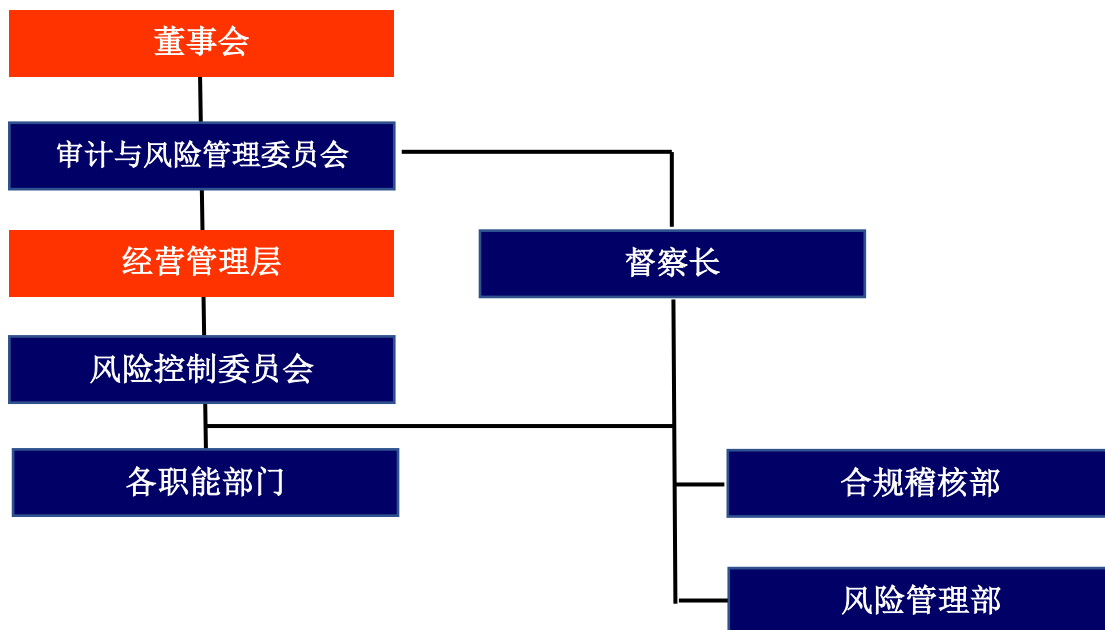 董事会
审计与风险管理委员会
经营管理层
督察长
风险控制委员会
各职能部门
合规稽核部
风险管理部